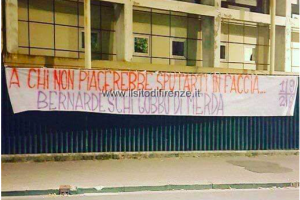 A CHI NON PIACEREBBE SPUTARTI IN FACCIA...
www.ilsitodifirenze.it
BERNARDESCHI GOBBO DI MERDA